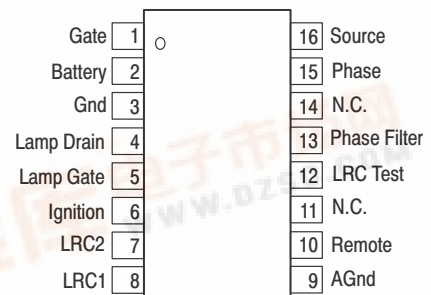 Gate 1 16 Source
Battery 2 15 Phase
Gnd 3 14 N.C.
Lamp Drain 4 13 Phase Filter
Lamp Gate 5 12 LRC Test
Ignition 6 11 N.C.
LRC2 7 10 Remote
LRC1 8 9 AGnd